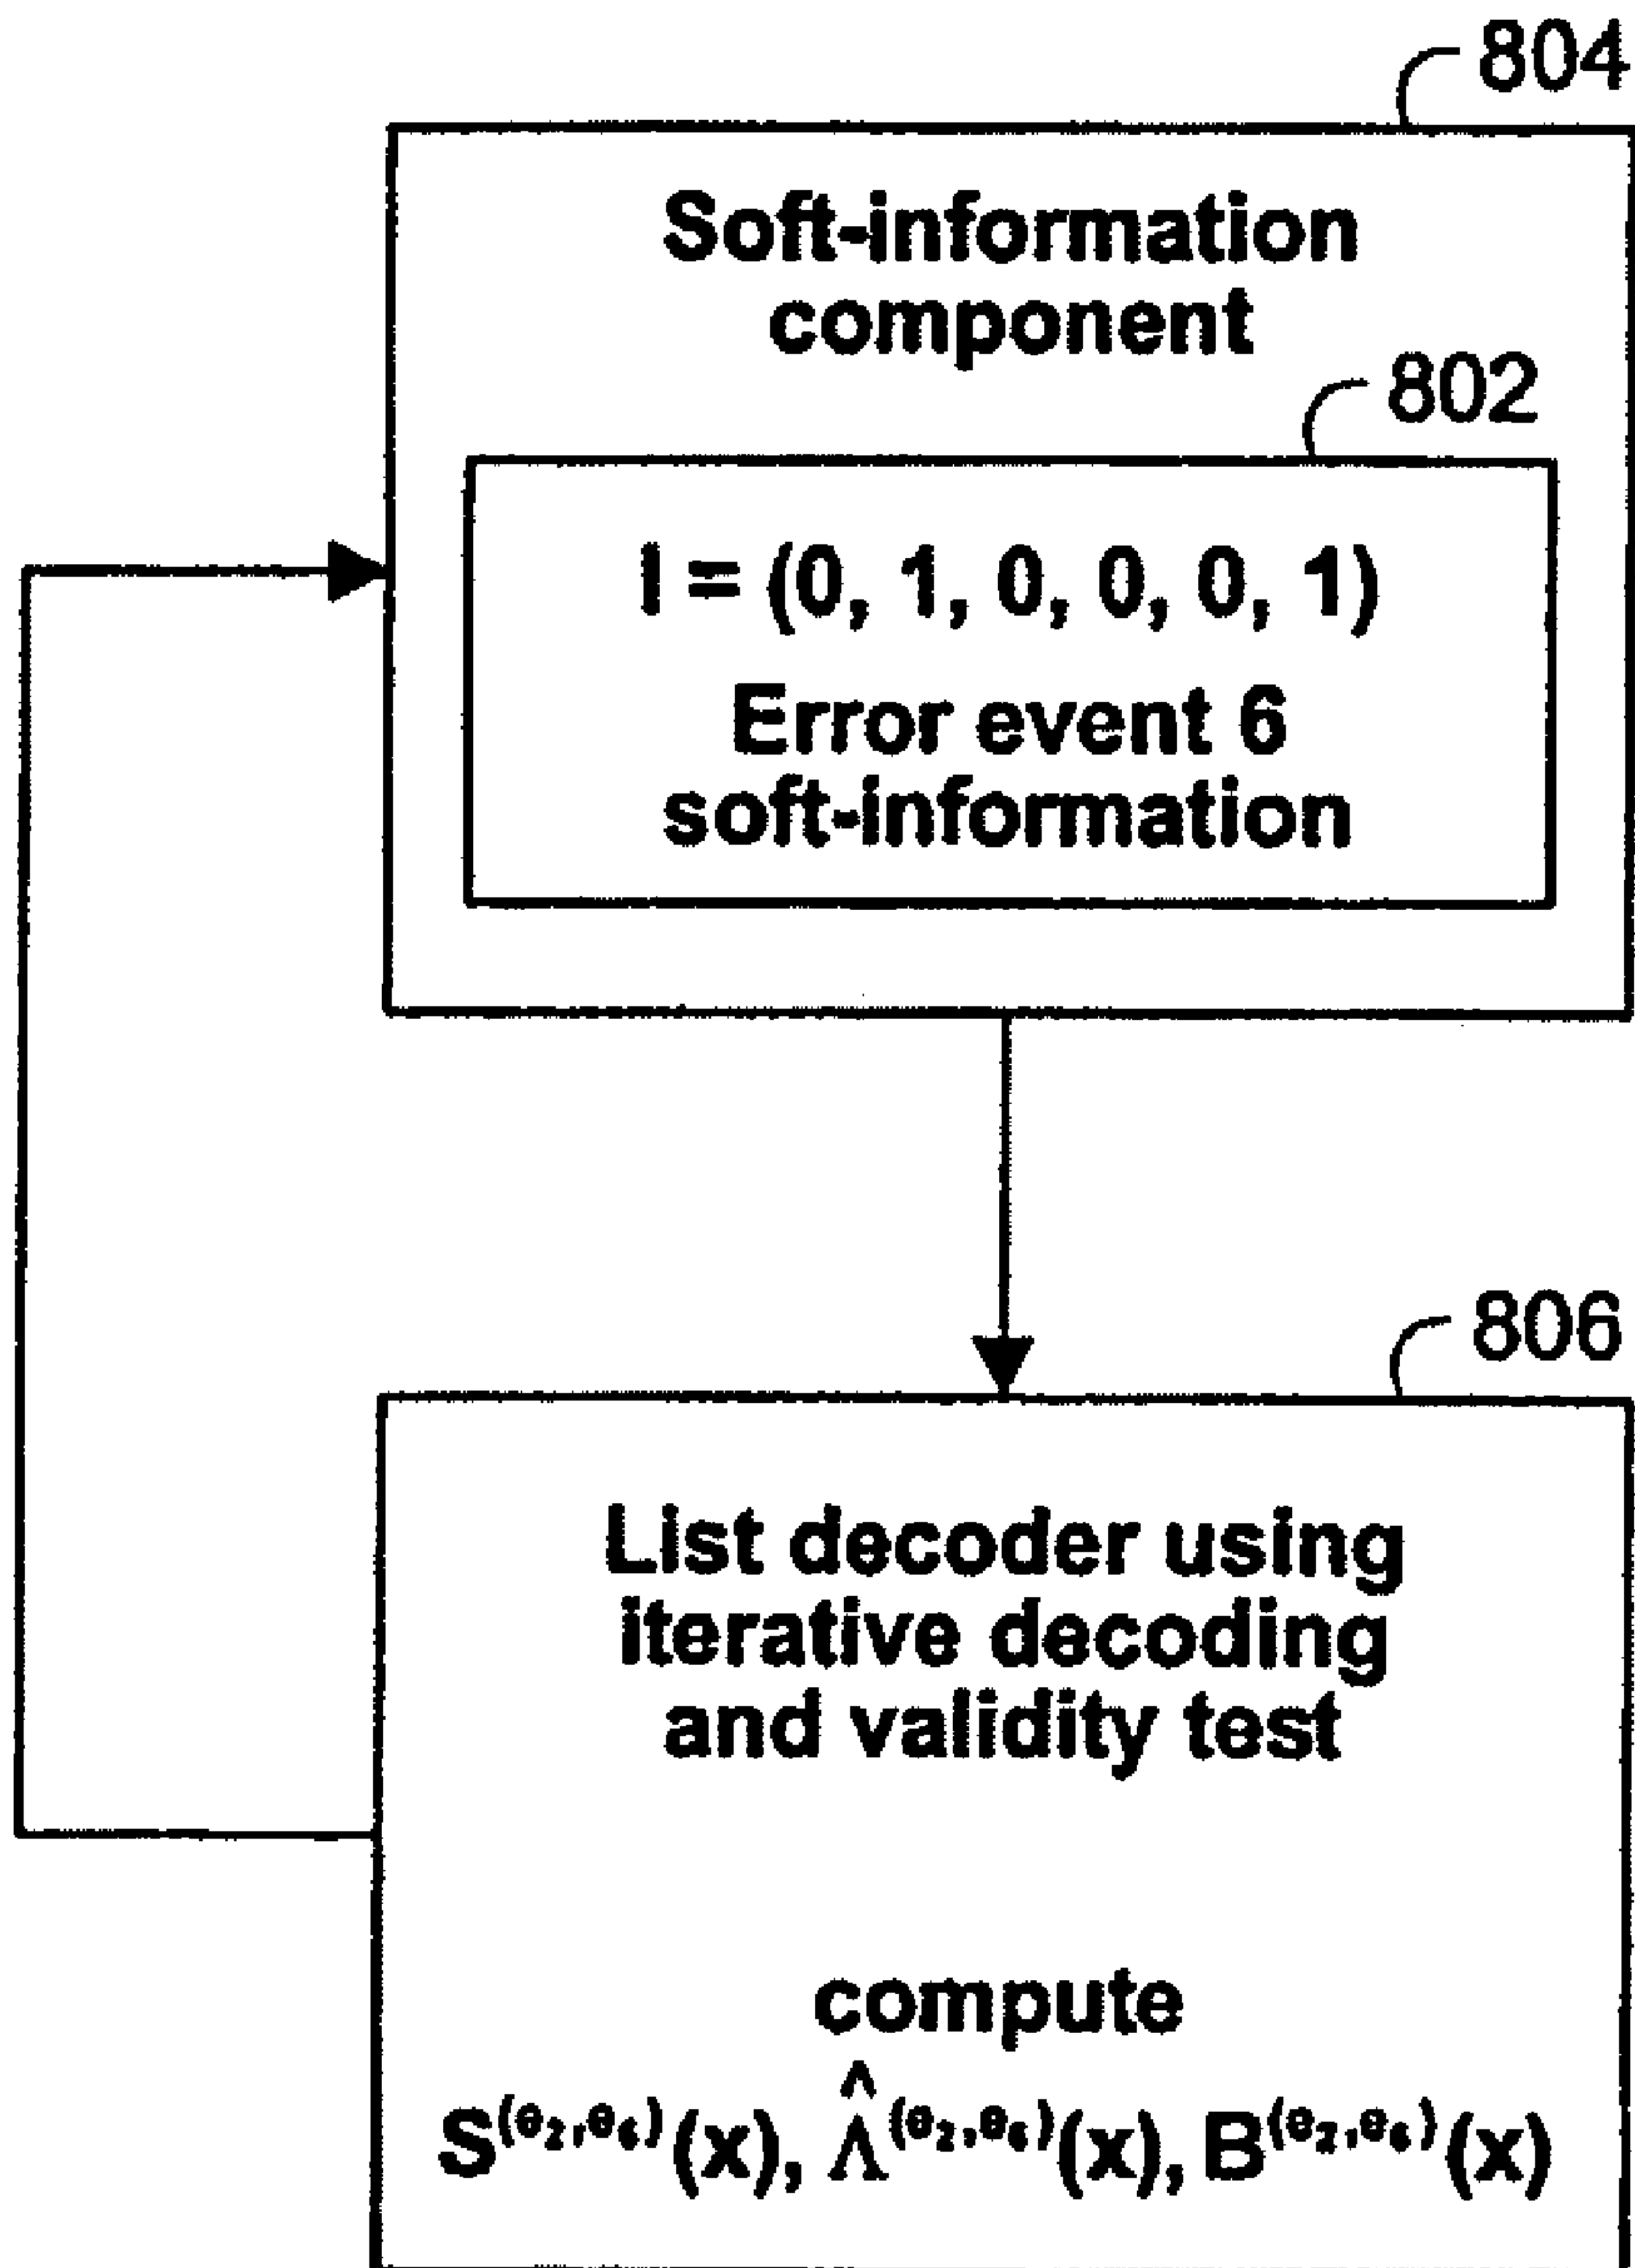 804
Soft-information
component
802
I = (0, 1, 0, 0, 0, 1)
Error event 6
soft-information
806
List decoder using
iterative decoding
and validity test
compute
S^(e₂,e₆)(x), Λ̂^(e₂,e₆)(x), B^(e₂,e₆)(x)